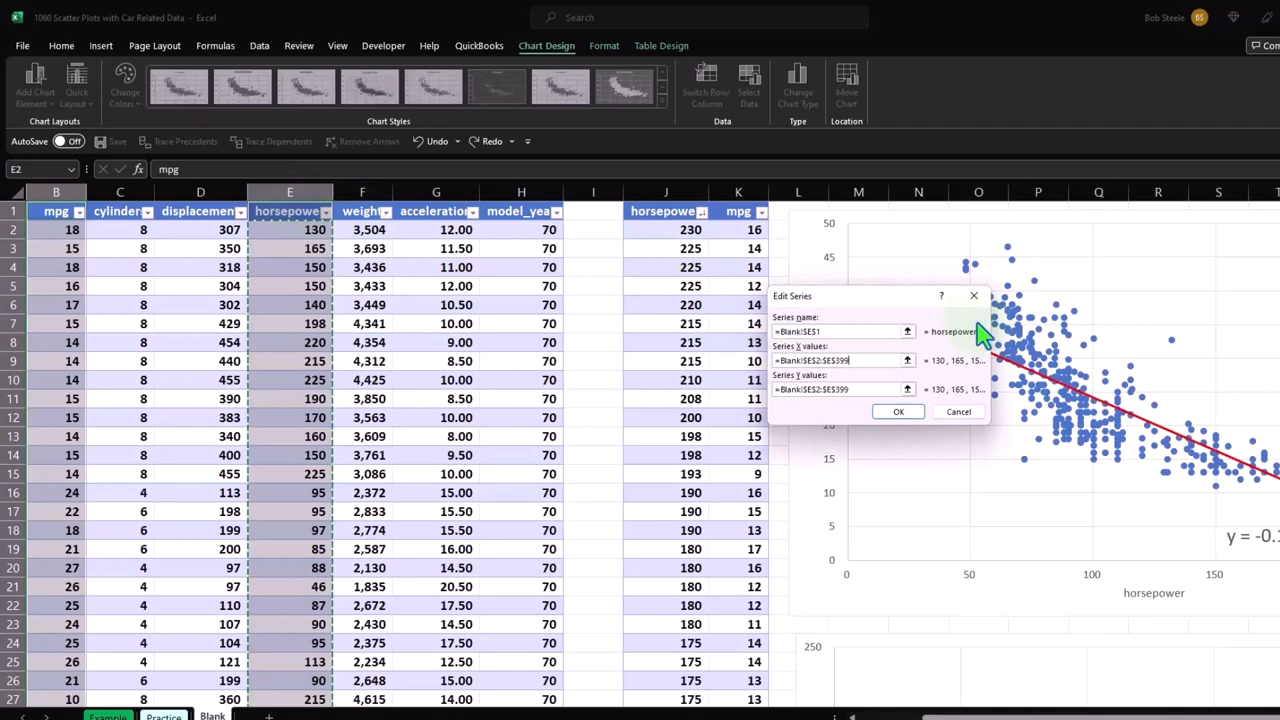 1060 Scatter Plots with Car Related Data - Excel
Search
Bob Steele BS
File Home Insert Page Layout Formulas Data Review View Developer Help QuickBooks Chart Design Format Table Design
Add Chart Element Quick Layout Change Colors Switch Row/Column Select Data Change Chart Type Move Chart
Chart Layouts Chart Styles Data Type Location
AutoSave Off Save Trace Precedents Trace Dependents Remove Arrows Undo Redo
E2 fx mpg
B C D E F G H I J K L M N O P Q R S
1 mpg cylinders displacemen horsepowe weight acceleration model_yea horsepowe mpg
2 18 8 307 130 3,504 12.00 70 230 16
3 15 8 350 165 3,693 11.50 70 225 14
4 18 8 318 150 3,436 11.00 70 225 14
5 16 8 304 150 3,433 12.00 70 225 12
6 17 8 302 140 3,449 10.50 70 220 14
7 15 8 429 198 4,341 10.00 70 215 14
8 14 8 454 220 4,354 9.00 70 215 14
9 14 8 440 215 4,312 8.50 70 215 10
10 14 8 455 225 4,425 10.00 70 210 11
11 15 8 390 190 3,850 8.50 70 208 11
12 15 8 383 170 3,563 10.00 70 200 10
13 14 8 340 160 3,609 8.00 70 198 15
14 15 8 400 150 3,761 9.50 70 198 12
15 14 8 455 225 3,086 10.00 70 193 9
16 24 4 113 95 2,372 15.00 70 190 16
17 22 6 198 95 2,833 15.50 70 190 15
18 18 6 199 97 2,774 15.50 70 190 13
19 21 6 200 85 2,587 16.00 70 180 17
20 27 4 97 88 2,130 14.50 70 180 16
21 26 4 97 46 1,835 20.50 70 180 12
22 25 4 110 87 2,672 17.50 70 180 12
23 24 4 107 90 2,430 14.50 70 180 11
24 25 4 104 95 2,375 17.50 70 175 14
25 26 4 121 113 2,234 12.50 70 175 14
26 21 6 199 90 2,648 15.00 70 175 13
27 10 8 360 215 4,615 14.00 70 175 13
Edit Series ?
Series name:
=Blank!$E$1 = horsepower
Series X values:
=Blank!$E$2:$E$399 = 130 , 165 , 15...
Series Y values:
=Blank!$E$2:$E$399 = 130 , 165 , 15...
OK Cancel
50
45
20
15
10
5
0
y = -0.1
0 50 100 150
horsepower
250
Example Practice Blank